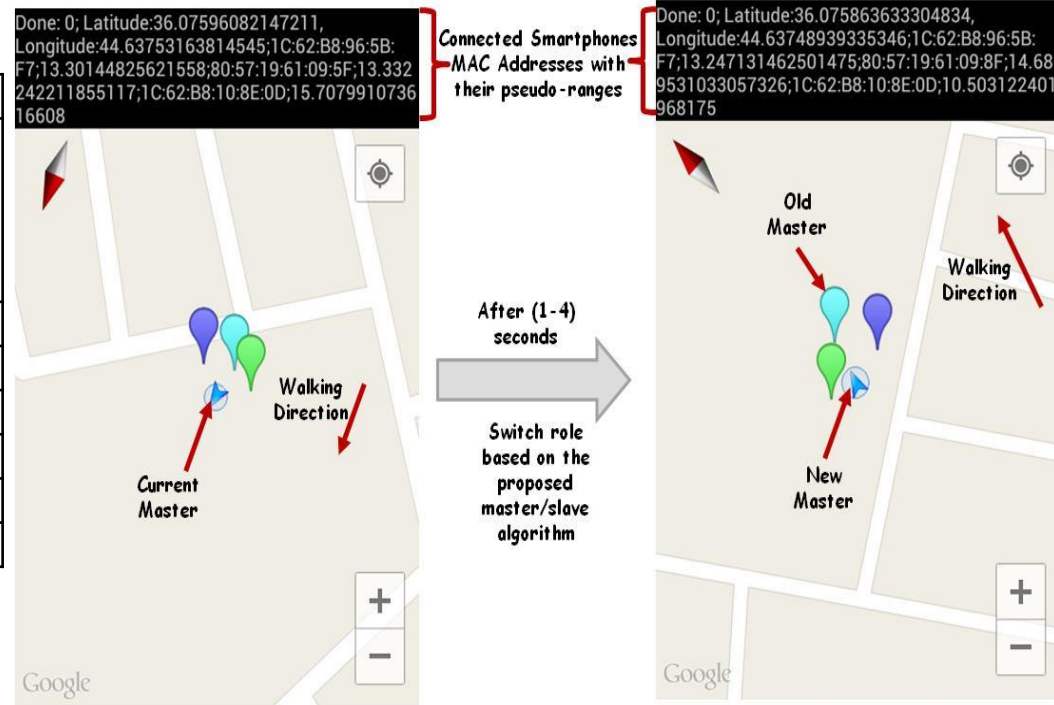 Done: 0; Latitude:36.07596082147211,
Longitude:44.63753163814545;1C:62:B8:96:5B:
F7;13.30144825621558;80:57:19:61:09:5F;13.332
242211855117;1C:62:B8:10:8E:0D;15.7079910736
16608
Connected Smartphones
MAC Addresses with
their pseudo-ranges
Done: 0; Latitude:36.075863633304834,
Longitude:44.63748939335346;1C:62:B8:96:5B:
F7;13.247131462501475;80:57:19:61:09:8F;14.68
9531033057326;1C:62:B8:10:8E:0D;10.503122401
968175
Walking
Direction
Current
Master
+
−
Google
After (1-4)
seconds
Switch role
based on the
proposed
master/slave
algorithm
Old
Master
Walking
Direction
New
Master
+
−
Google